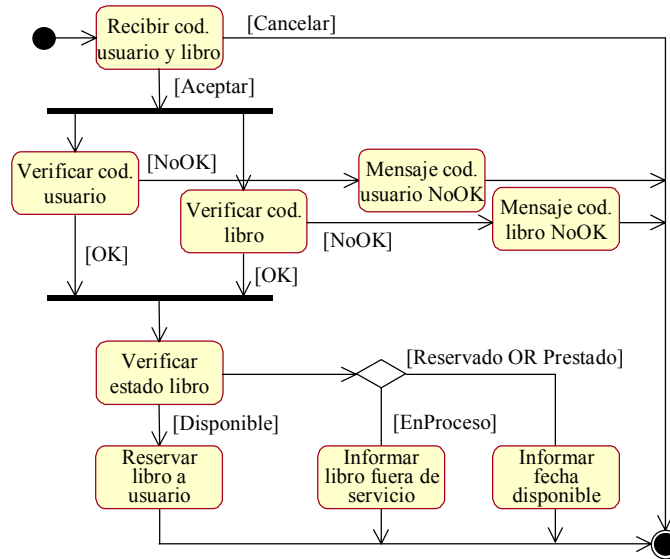 Recibir cod.
usuario y libro
[Cancelar]
[Aceptar]
Verificar cod.
usuario
[NoOK]
Mensaje cod.
usuario NoOK
Verificar cod.
libro
[NoOK]
Mensaje cod.
libro NoOK
[OK]
[OK]
Verificar
estado libro
[Reservado OR Prestado]
[Disponible]
[EnProceso]
Reservar
libro a
usuario
Informar
libro fuera de
servicio
Informar
fecha
disponible